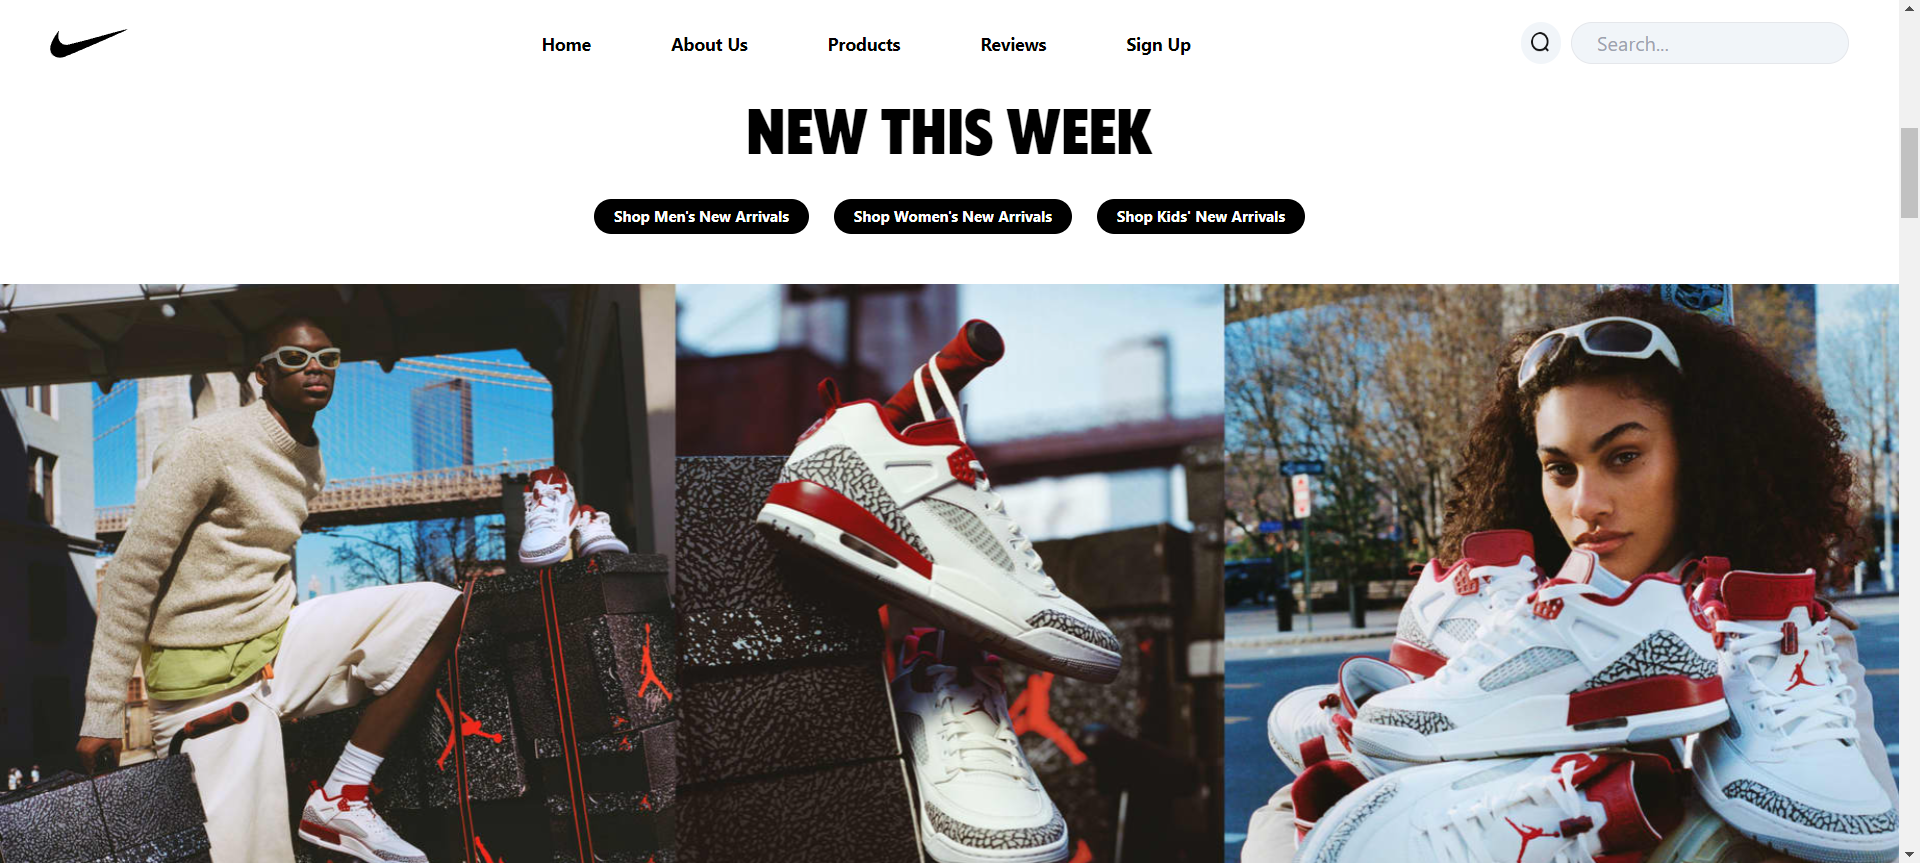 Home About Us Products Reviews Sign Up Search...
NEW THIS WEEK
Shop Men's New Arrivals Shop Women's New Arrivals Shop Kids' New Arrivals